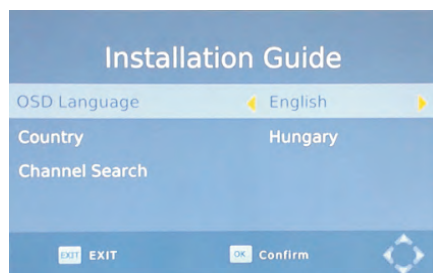 Installation Guide
OSD Language English
Country Hungary
Channel Search
EXIT EXIT OK Confirm